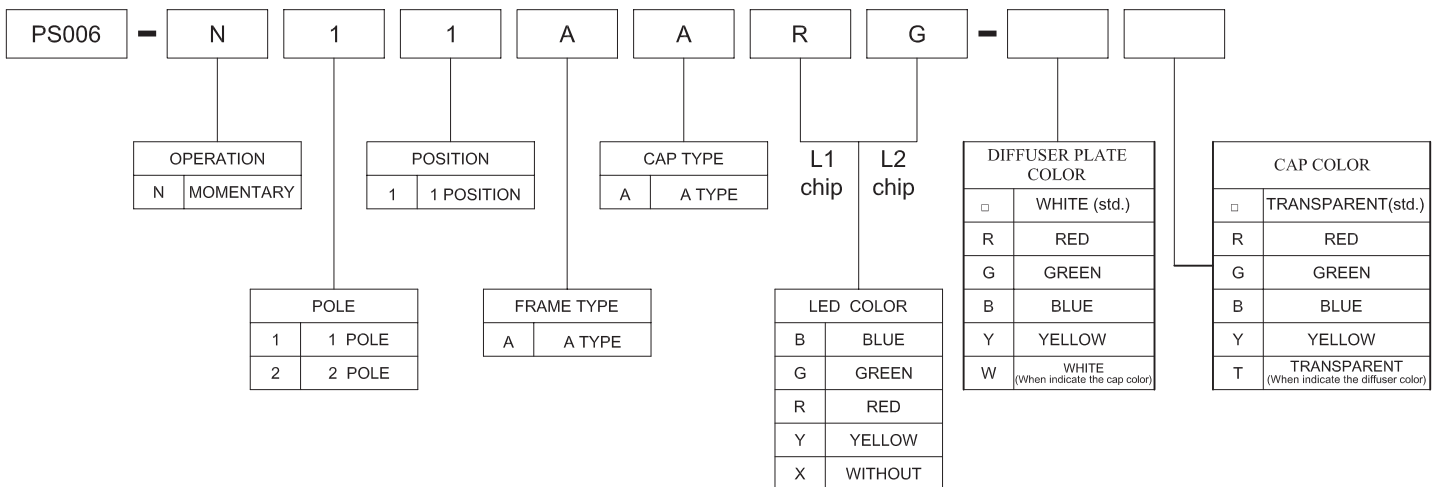 PS006 - N 1 1 A A R G -
OPERATION
N MOMENTARY
POSITION
1 1 POSITION
CAP TYPE
A A TYPE
L1
chip
L2
chip
DIFFUSER PLATE
COLOR
□ WHITE (std.)
R RED
G GREEN
B BLUE
Y YELLOW
W WHITE
(When indicate the cap color)
CAP COLOR
□ TRANSPARENT(std.)
R RED
G GREEN
B BLUE
Y YELLOW
T TRANSPARENT
(When indicate the diffuser color)
POLE
1 1 POLE
2 2 POLE
FRAME TYPE
A A TYPE
LED COLOR
B BLUE
G GREEN
R RED
Y YELLOW
X WITHOUT